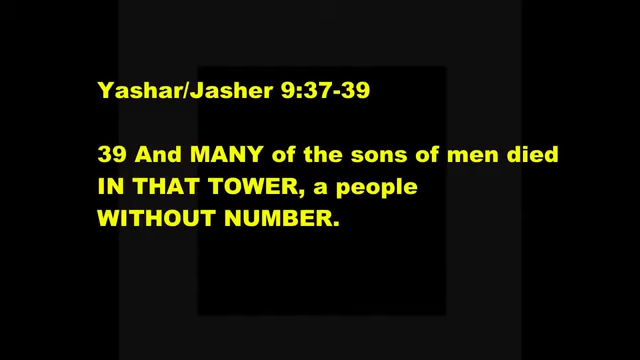 Yashar/Jasher 9:37-39
39 And MANY of the sons of men died
IN THAT TOWER, a people
WITHOUT NUMBER.